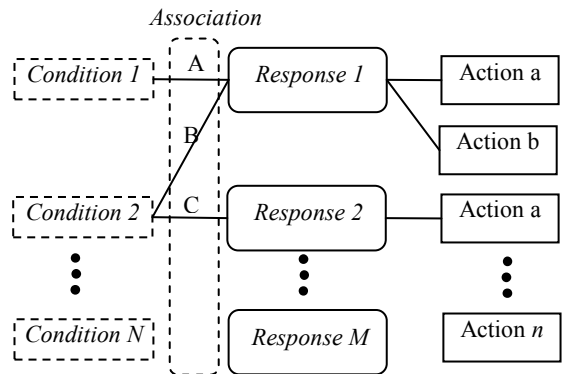 Association
Condition 1
A
Response 1
Action a
B
Action b
Condition 2
C
Response 2
Action a
Condition N
Response M
Action n